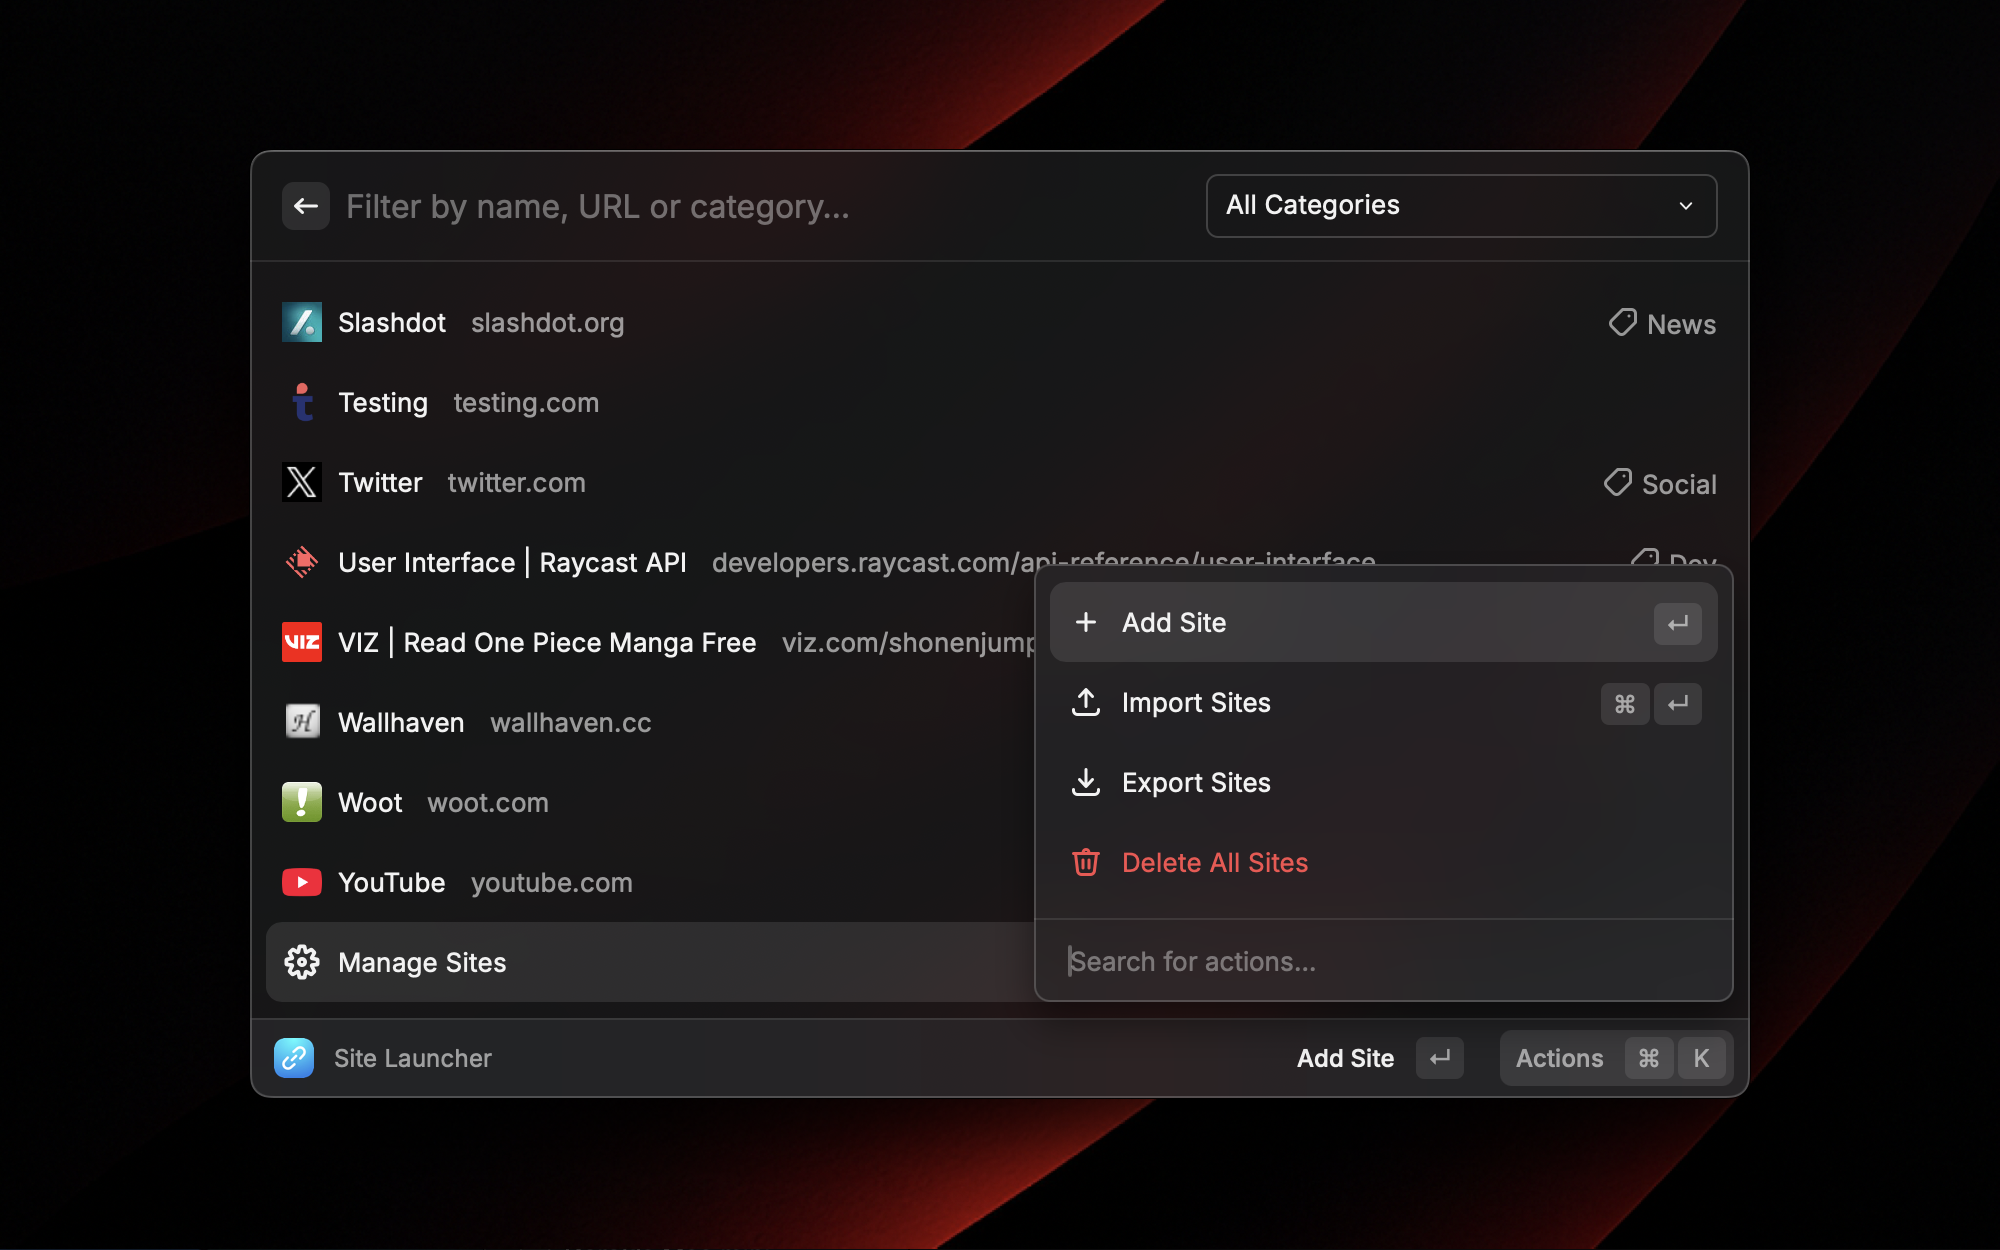 Filter by name, URL or category...
All Categories
Slashdot slashdot.org News
Testing testing.com
Twitter twitter.com Social
User Interface | Raycast API developers.raycast.com/api-reference/user-interface Dev
VIZ | Read One Piece Manga Free viz.com/shonenjump
Wallhaven wallhaven.cc
Woot woot.com
YouTube youtube.com
Manage Sites
Add Site ↵
Import Sites ⌘ ↵
Export Sites
Delete All Sites
Search for actions...
Site Launcher
Add Site ↵
Actions ⌘ K